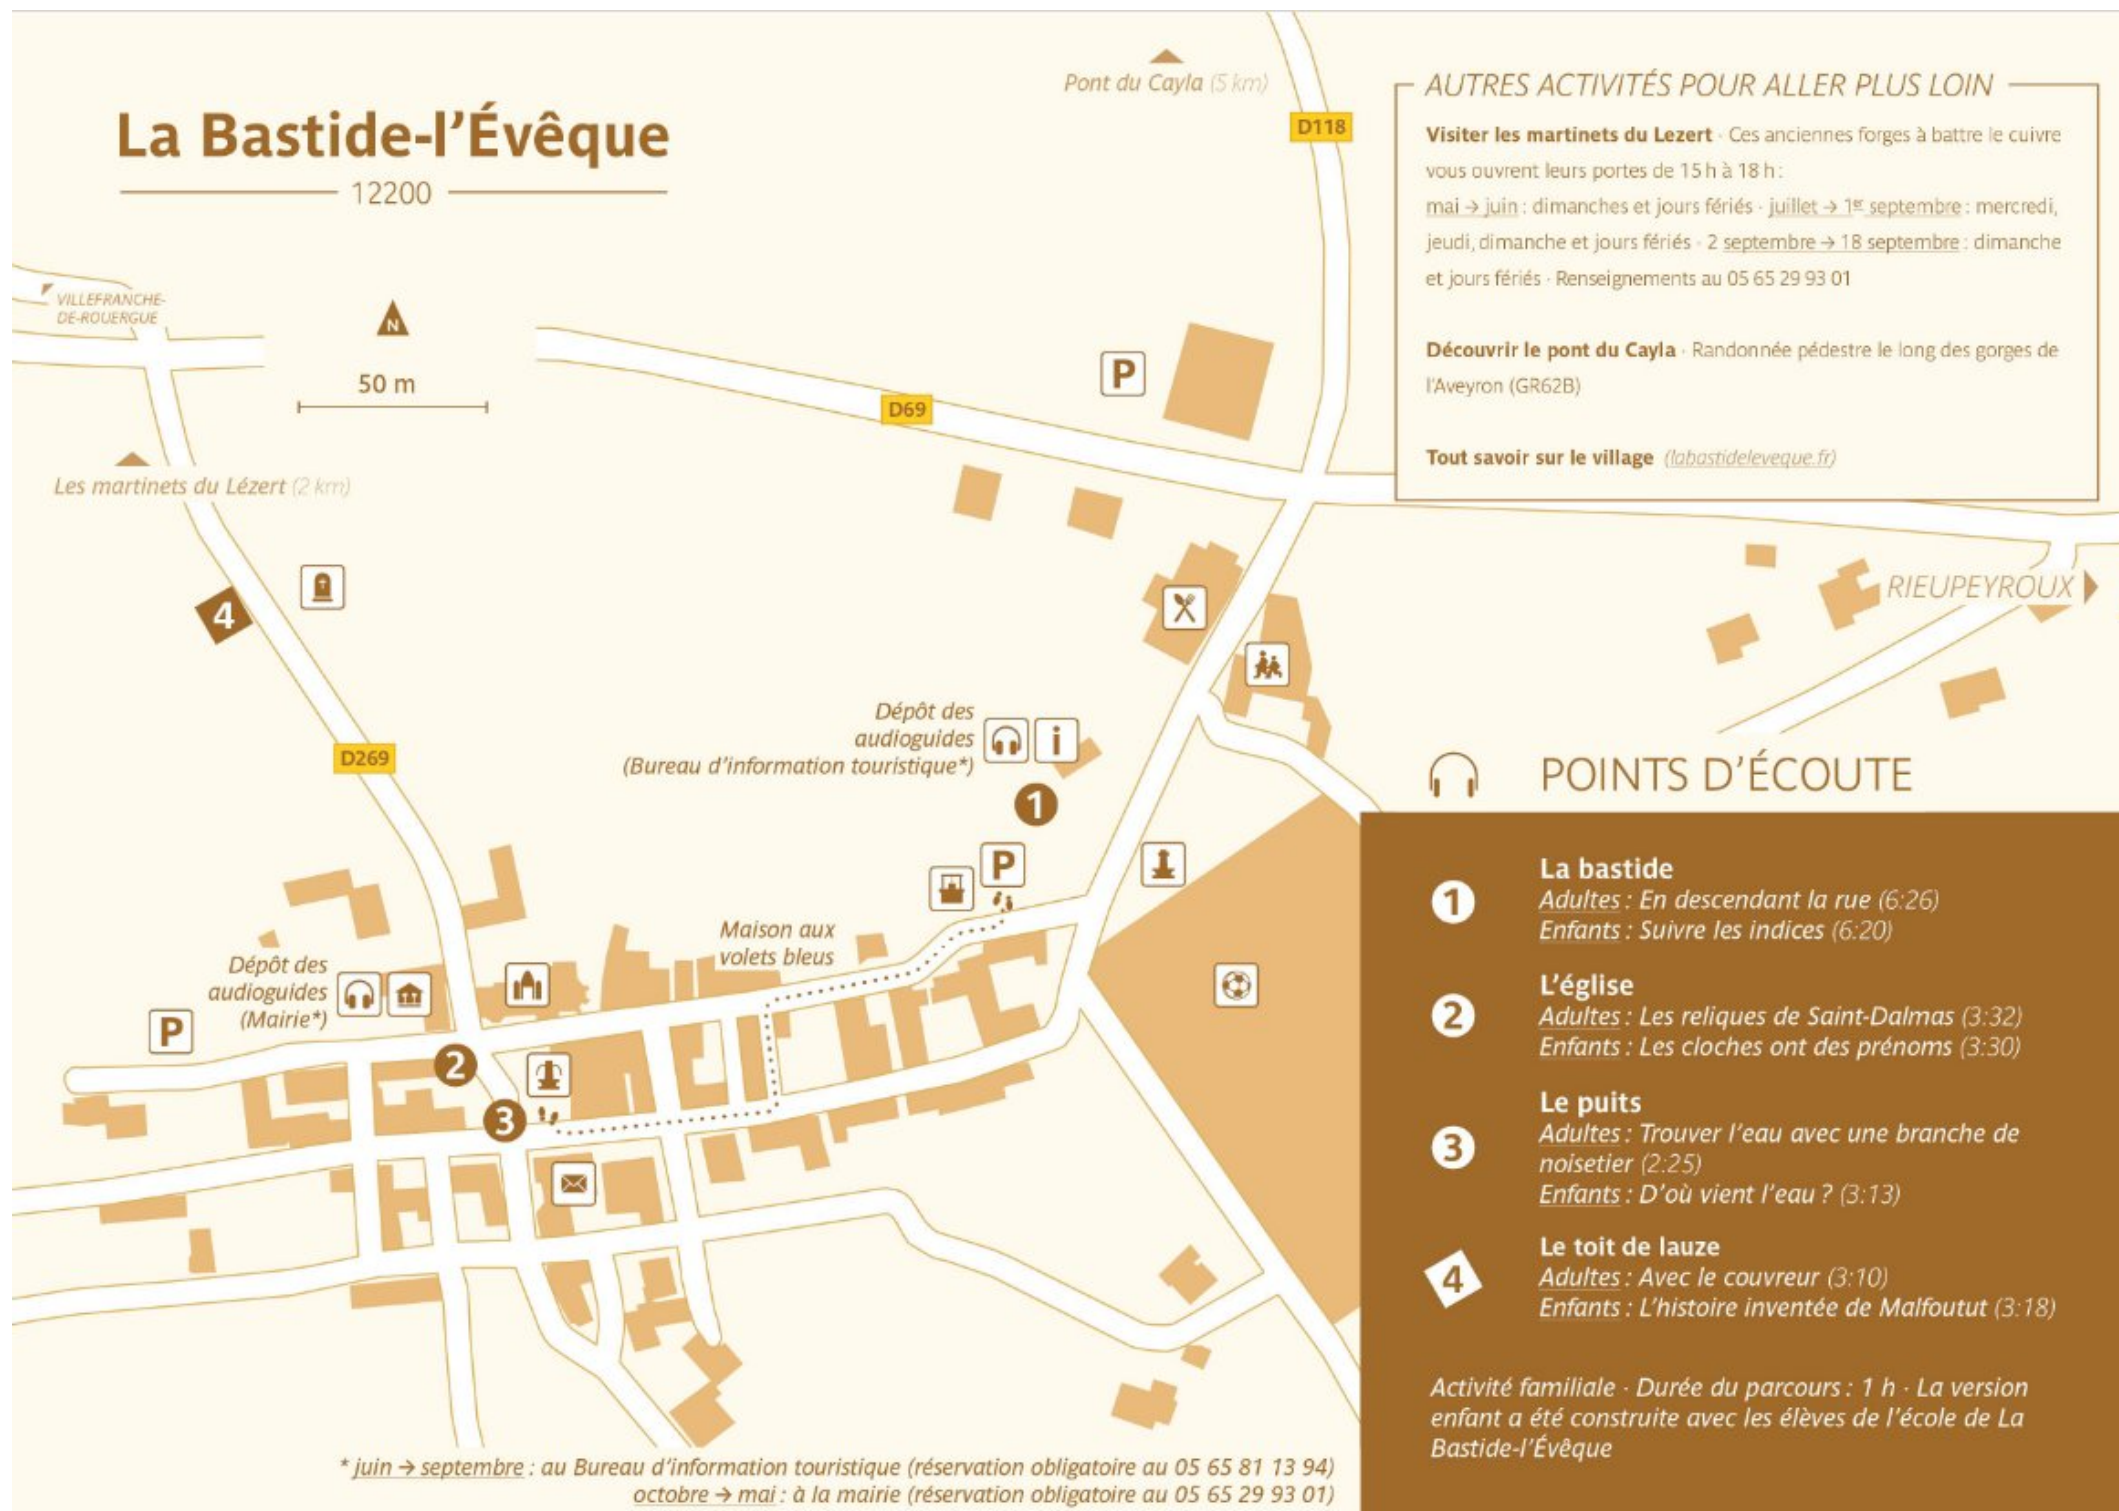 La Bastide-l'Évêque
12200
Pont du Cayla (5 km)
D118
VILLEFRANCHE-
DE-ROUERGUE
N
50 m
P
D69
Les martinets du Lézert (2 km)
4
RIEUPEYROUX
Dépôt des
audioguides
(Bureau d'information touristique*)
i
D269
1
P
Maison aux
volets bleus
Dépôt des
audioguides
(Mairie*)
P
2
3
* juin → septembre : au Bureau d'information touristique (réservation obligatoire au 05 65 81 13 94)
octobre → mai : à la mairie (réservation obligatoire au 05 65 29 93 01)
AUTRES ACTIVITÉS POUR ALLER PLUS LOIN
Visiter les martinets du Lezert · Ces anciennes forges à battre le cuivre
vous ouvrent leurs portes de 15 h à 18 h :
mai → juin : dimanches et jours fériés · juillet → 1er septembre : mercredi,
jeudi, dimanche et jours fériés · 2 septembre → 18 septembre : dimanche
et jours fériés · Renseignements au 05 65 29 93 01
Découvrir le pont du Cayla · Randonnée pédestre le long des gorges de
l'Aveyron (GR62B)
Tout savoir sur le village (labastideleveque.fr)
POINTS D'ÉCOUTE
1
La bastide
Adultes : En descendant la rue (6:26)
Enfants : Suivre les indices (6:20)
2
L'église
Adultes : Les reliques de Saint-Dalmas (3:32)
Enfants : Les cloches ont des prénoms (3:30)
3
Le puits
Adultes : Trouver l'eau avec une branche de
noisetier (2:25)
Enfants : D'où vient l'eau ? (3:13)
4
Le toit de lauze
Adultes : Avec le couvreur (3:10)
Enfants : L'histoire inventée de Malfoutut (3:18)
Activité familiale · Durée du parcours : 1 h · La version
enfant a été construite avec les élèves de l'école de La
Bastide-l'Évêque